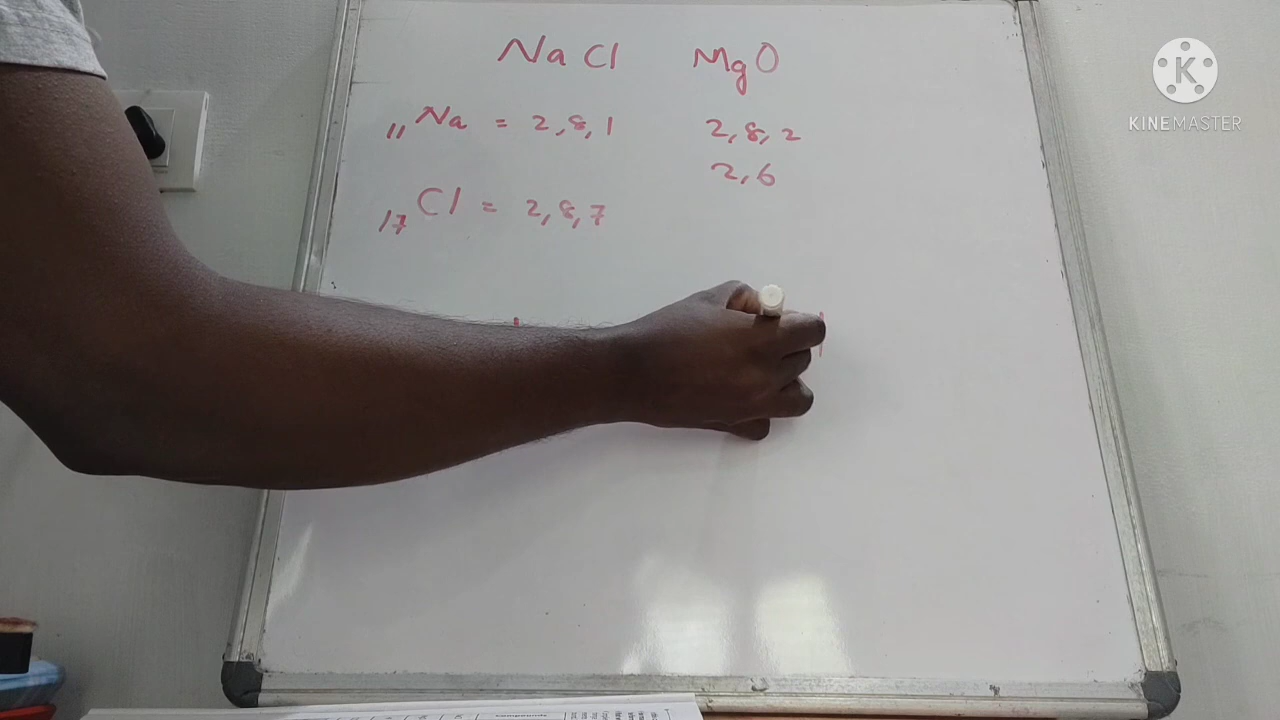 NaCl MgO
11Na = 2,8,1 2,8,2
2,6
17Cl = 2,8,7
K
KINEMASTER